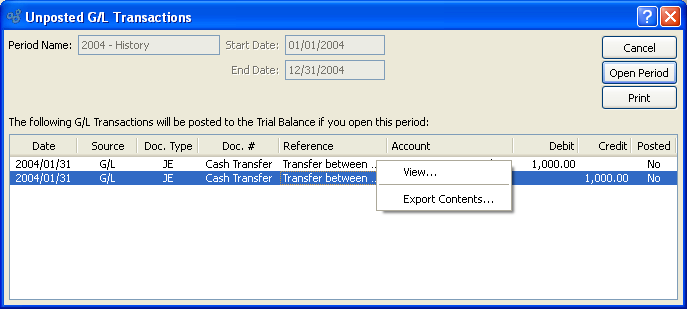 Unposted G/L Transactions
Period Name: 2004 - History Start Date: 01/01/2004 Cancel
End Date: 12/31/2004 Open Period
Print
The following G/L Transactions will be posted to the Trial Balance if you open this period:
Date Source Doc. Type Doc. # Reference Account Debit Credit Posted
2004/01/31 G/L JE Cash Transfer Transfer between ... 1,000.00 No
2004/01/31 G/L JE Cash Transfer Transfer between ... 1,000.00 No
View...
Export Contents...